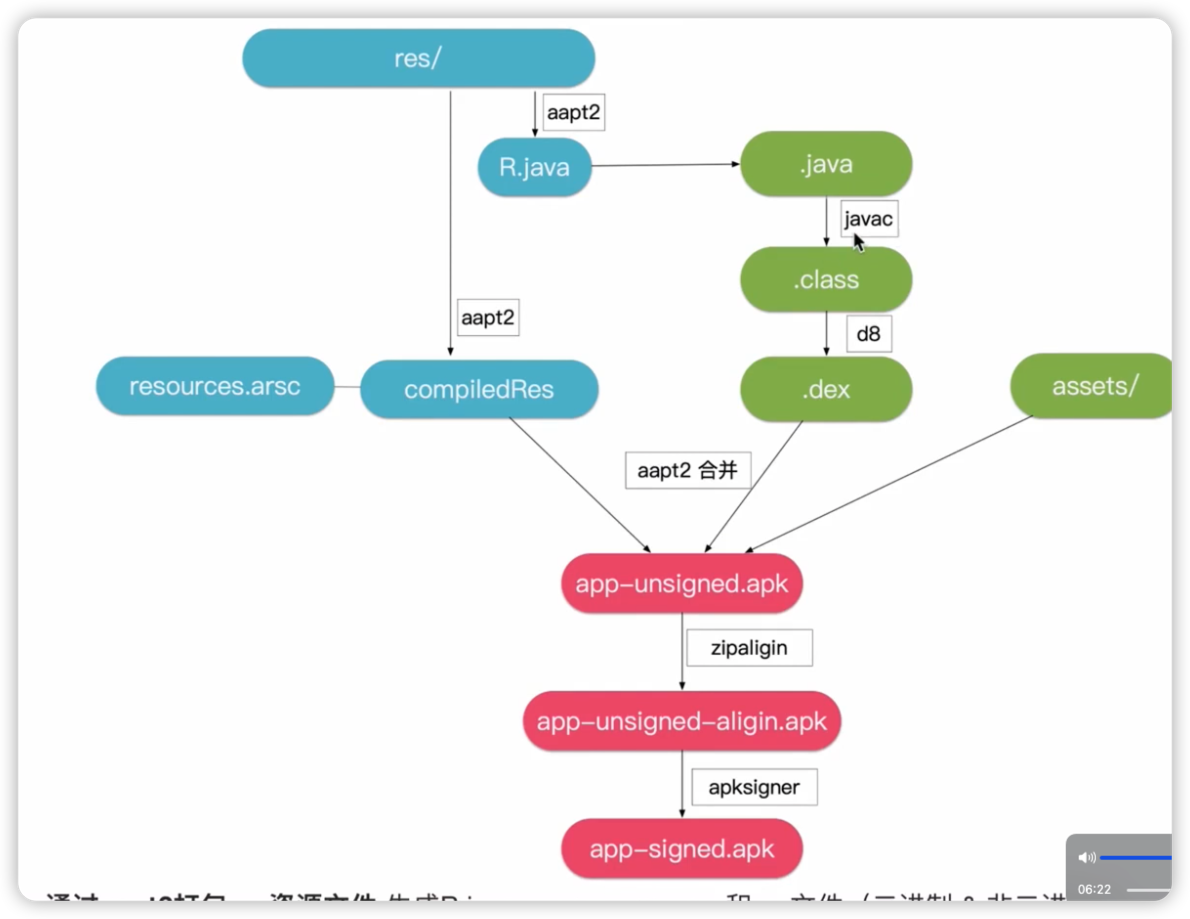 res/
aapt2
R.java
.java
javac
.class
aapt2
d8
resources.arsc
compiledRes
.dex
assets/
aapt2 合并
app-unsigned.apk
zipaligin
app-unsigned-aligin.apk
apksigner
app-signed.apk
06:22